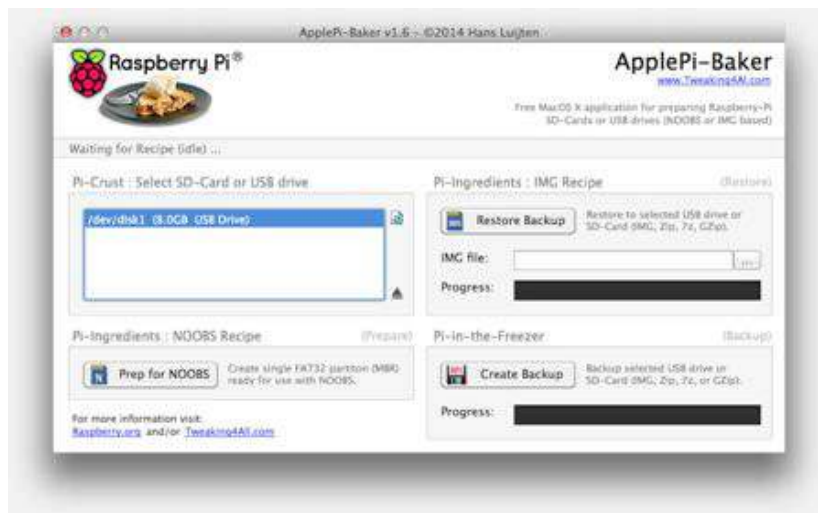 ApplePi-Baker v1.6 - ©2014 Hans Luijten
Raspberry Pi®
ApplePi-Baker
www.Tweaking4All.com
Free MacOS X application for preparing Raspberry-Pi
SD-Cards or USB drives (NOOBS or IMG based)
Waiting for Recipe (idle) ...
Pi-Crust : Select SD-Card or USB drive
/dev/disk1 (8.0GB USB Drive)
Pi-Ingredients : IMG Recipe (Restore)
Restore Backup
Restore to selected USB drive or
SD-Card (IMG, Zip, 7z, GZip).
IMG file:
...
Progress:
Pi-Ingredients : NOOBS Recipe (Prepare)
Prep for NOOBS
Create single FAT32 partition (MBR)
ready for use with NOOBS.
For more information visit:
Raspberry.org and/or Tweaking4All.com
Pi-in-the-Freezer (Backup)
Create Backup
Backup selected USB drive or
SD-Card (IMG, Zip, 7z, or GZip).
Progress: